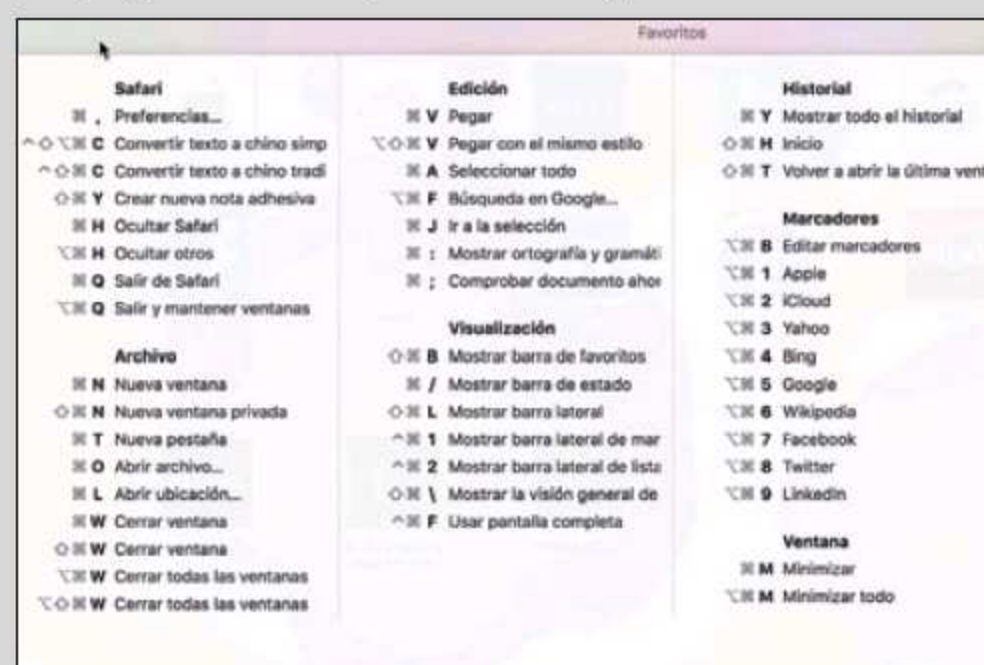 Favoritos
Safari
⌘ , Preferencias...
^⇧⌥⌘ C Convertir texto a chino simp
^⇧⌘ C Convertir texto a chino tradi
⇧⌘ Y Crear nueva nota adhesiva
⌘ H Ocultar Safari
⌥⌘ H Ocultar otros
⌘ Q Salir de Safari
⌥⌘ Q Salir y mantener ventanas
Archivo
⌘ N Nueva ventana
⇧⌘ N Nueva ventana privada
⌘ T Nueva pestaña
⌘ O Abrir archivo...
⌘ L Abrir ubicación...
⌘ W Cerrar ventana
⇧⌘ W Cerrar ventana
⌥⌘ W Cerrar todas las ventanas
⌥⇧⌘ W Cerrar todas las ventanas
Edición
⌘ V Pegar
⌥⇧⌘ V Pegar con el mismo estilo
⌘ A Seleccionar todo
⌥⌘ F Búsqueda en Google...
⌘ J Ir a la selección
⌘ : Mostrar ortografía y gramáti
⌘ ; Comprobar documento aho
Visualización
⇧⌘ B Mostrar barra de favoritos
⌘ / Mostrar barra de estado
⇧⌘ L Mostrar barra lateral
^⌘ 1 Mostrar barra lateral de mar
^⌘ 2 Mostrar barra lateral de lista
⇧⌘ \ Mostrar la visión general de
^⌘ F Usar pantalla completa
Historial
⌘ Y Mostrar todo el historial
⇧⌘ H Inicio
⇧⌘ T Volver a abrir la última vent
Marcadores
⌥⌘ B Editar marcadores
⌥⌘ 1 Apple
⌥⌘ 2 iCloud
⌥⌘ 3 Yahoo
⌥⌘ 4 Bing
⌥⌘ 5 Google
⌥⌘ 6 Wikipedia
⌥⌘ 7 Facebook
⌥⌘ 8 Twitter
⌥⌘ 9 LinkedIn
Ventana
⌘ M Minimizar
⌥⌘ M Minimizar todo